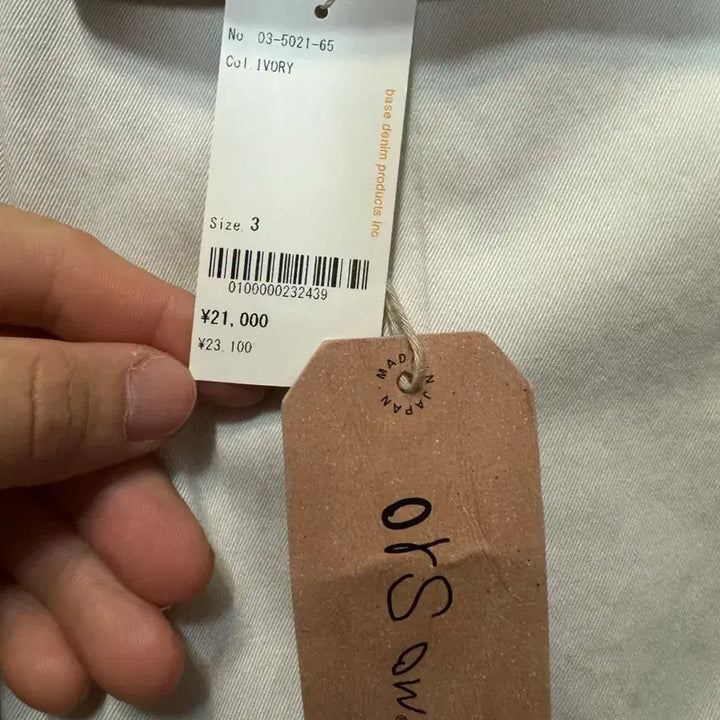 No. 03-5021-65
Col. IVORY
base denim products Inc
Size. 3
0100000232439
¥21,000
¥23,100
MADE IN JAPAN
orS